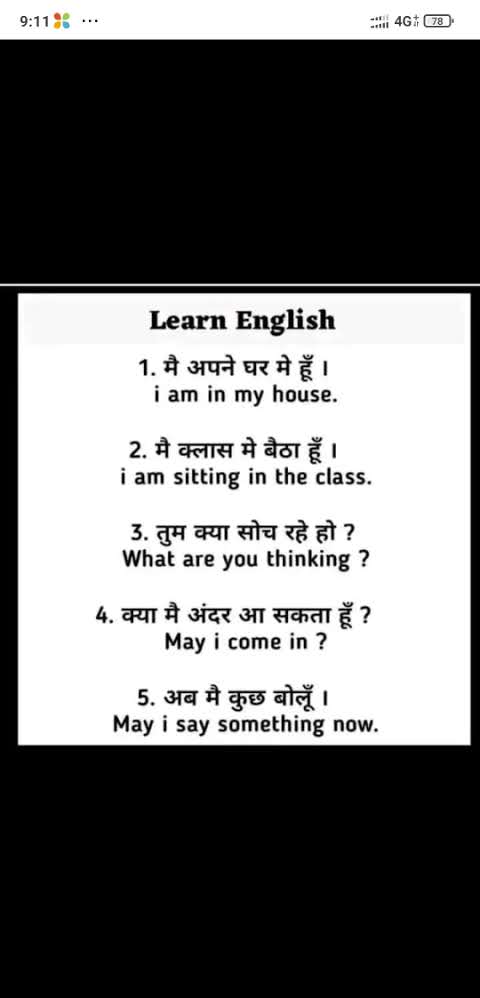 9:11 ...
4G 78
Learn English
1. मै अपने घर मे हूँ ।
i am in my house.
2. मै क्लास मे बैठा हूँ ।
i am sitting in the class.
3. तुम क्या सोच रहे हो ?
What are you thinking ?
4. क्या मै अंदर आ सकता हूँ ?
May i come in ?
5. अब मै कुछ बोलूँ ।
May i say something now.